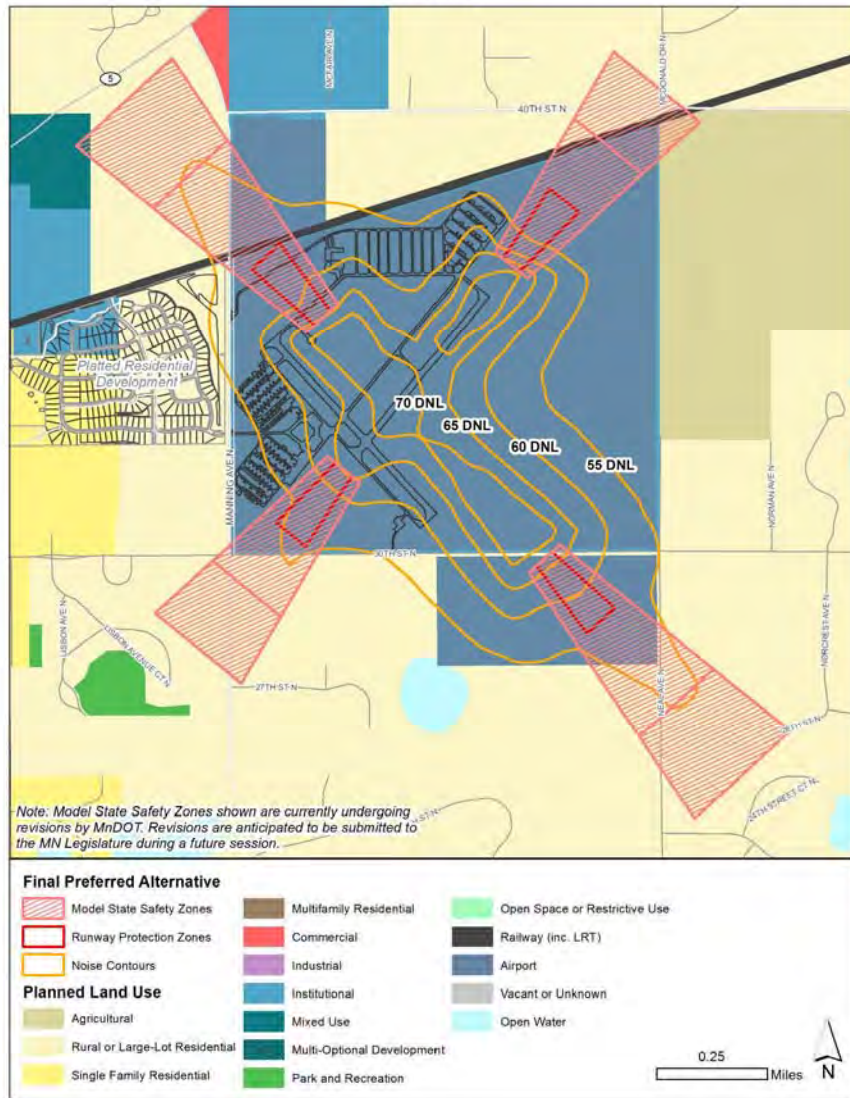 5
MCDONALD DR N
40TH ST N
Platted Residential
Development
70 DNL
65 DNL
60 DNL
55 DNL
MANNING AVE N
NORMAN AVE N
30TH ST N
LISBON AVE N
LISBON AVENUE CT N
27TH ST N
NEAL AVE N
NORCREST AVE N
28TH ST N
24TH STREET CT N
Note: Model State Safety Zones shown are currently undergoing
revisions by MnDOT. Revisions are anticipated to be submitted to
the MN Legislature during a future session.
Final Preferred Alternative
Model State Safety Zones
Runway Protection Zones
Noise Contours
Planned Land Use
Agricultural
Rural or Large-Lot Residential
Single Family Residential
Multifamily Residential
Commercial
Industrial
Institutional
Mixed Use
Multi-Optional Development
Park and Recreation
Open Space or Restrictive Use
Railway (inc. LRT)
Airport
Vacant or Unknown
Open Water
0.25
Miles
N